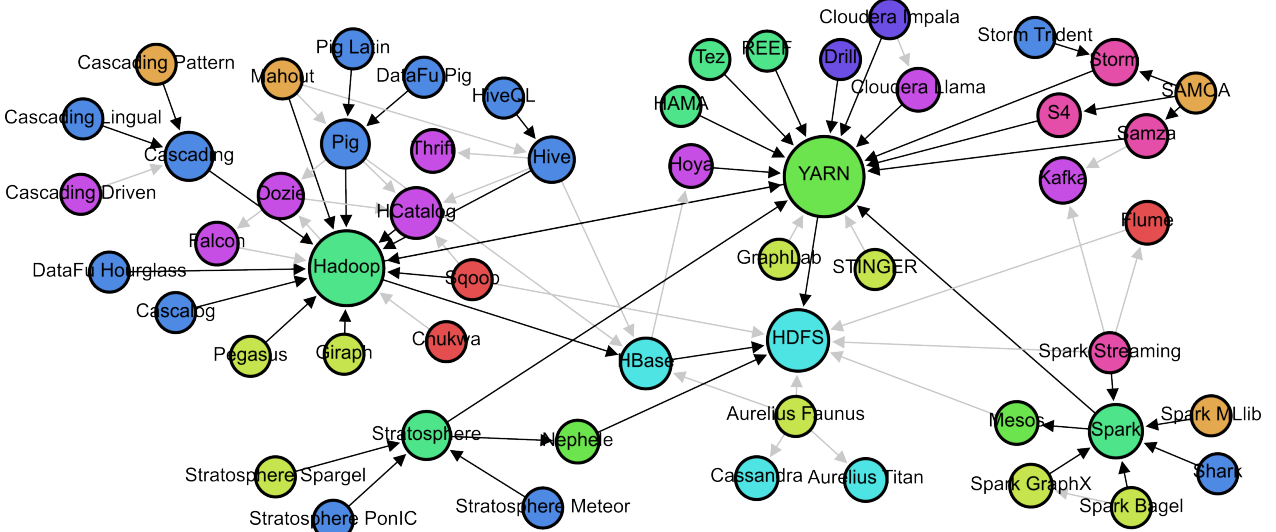 Cloudera Impala
Storm Trident
Pig Latin
Tez
REEF
Drill
Storm
Cascading Pattern
Mahout
DataFu Pig
Cloudera Llama
SAMOA
HiveQL
HAMA
S4
Cascading Lingual
Samza
Cascading
Pig
Thrift
Hive
Hoya
YARN
Kafka
Cascading Driven
Oozie
HCatalog
Flume
Falcon
GraphLab
STINGER
DataFu Hourglass
Hadoop
Sqoop
Cascalog
HDFS
Pegasus
Giraph
Chukwa
HBase
Spark Streaming
Aurelius Faunus
Mesos
Spark
Spark MLlib
Stratosphere
Nephele
Stratosphere Spargel
Cassandra
Aurelius Titan
Spark GraphX
Shark
Stratosphere PonIC
Stratosphere Meteor
Spark Bagel